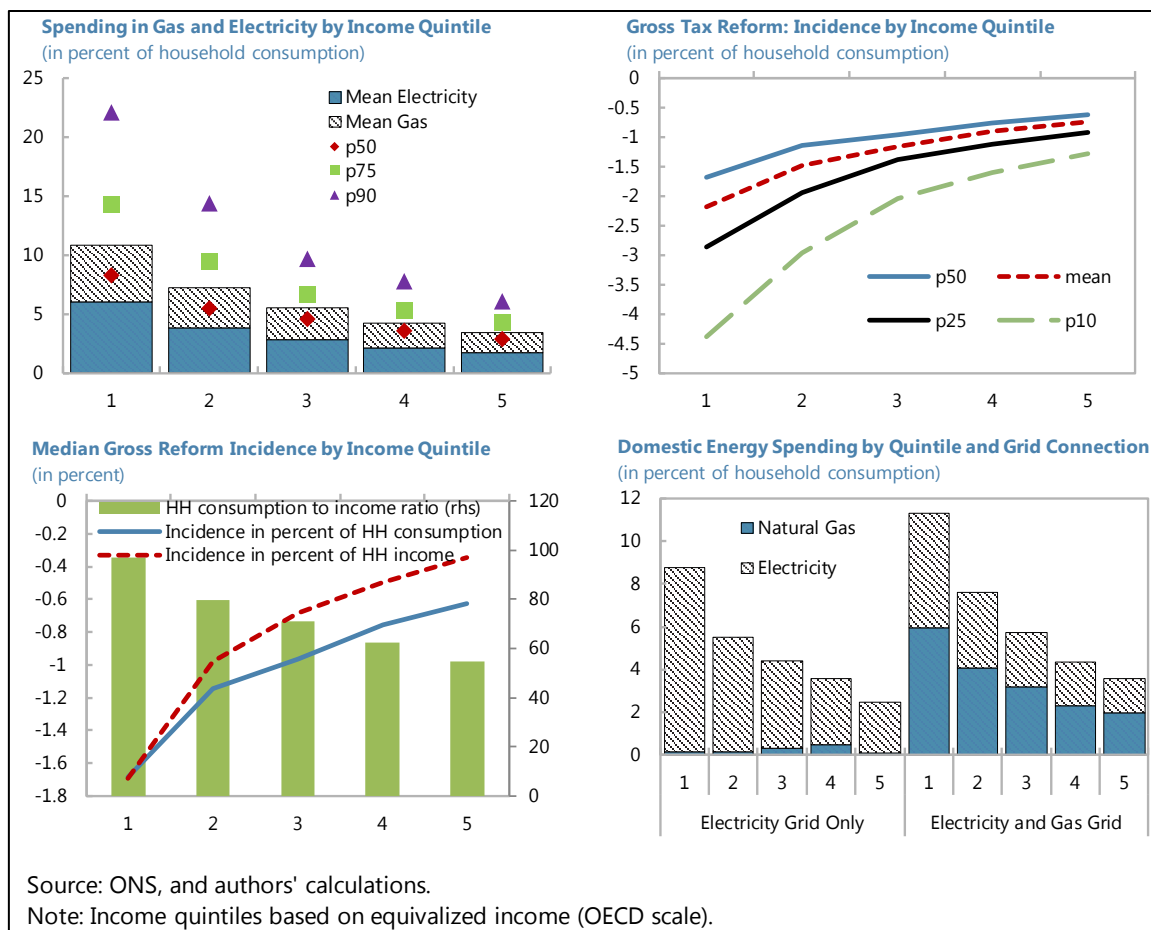 Spending in Gas and Electricity by Income Quintile
(in percent of household consumption)
25
20
15
10
5
0
Mean Electricity
Mean Gas
p50
p75
p90
1 2 3 4 5
Gross Tax Reform: Incidence by Income Quintile
(in percent of household consumption)
0
-0.5
-1
-1.5
-2
-2.5
-3
-3.5
-4
-4.5
-5
p50 mean
p25 p10
1 2 3 4 5
Median Gross Reform Incidence by Income Quintile
(in percent)
0
-0.2
-0.4
-0.6
-0.8
-1
-1.2
-1.4
-1.6
-1.8
HH consumption to income ratio (rhs)
Incidence in percent of HH consumption
Incidence in percent of HH income
120
100
80
60
40
20
0
1 2 3 4 5
Domestic Energy Spending by Quintile and Grid Connection
(in percent of household consumption)
12
10
8
6
4
2
0
Natural Gas
Electricity
1 2 3 4 5 1 2 3 4 5
Electricity Grid Only Electricity and Gas Grid
Source: ONS, and authors' calculations.
Note: Income quintiles based on equivalized income (OECD scale).